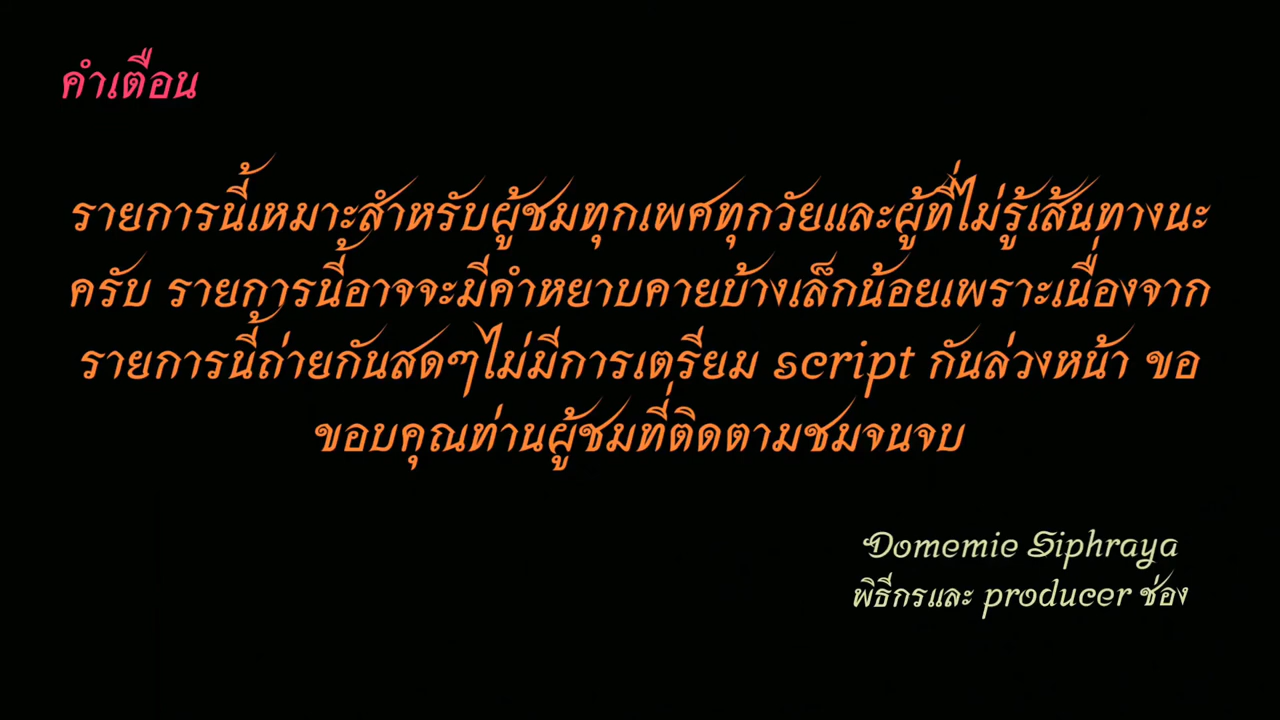 คำเตือน
รายการนี้เหมาะสำหรับผู้ชมทุกเพศทุกวัยและผู้ที่ไม่รู้เส้นทางนะ
ครับ รายการนี้อาจจะมีคำหยาบคายบ้างเล็กน้อยเพราะเนื่องจาก
รายการนี้ถ่ายกันสดๆไม่มีการเตรียม script กันล่วงหน้า ขอ
ขอบคุณท่านผู้ชมที่ติดตามชมจนจบ
Domemie Siphraya
พิธีกรและ producer ช่อง